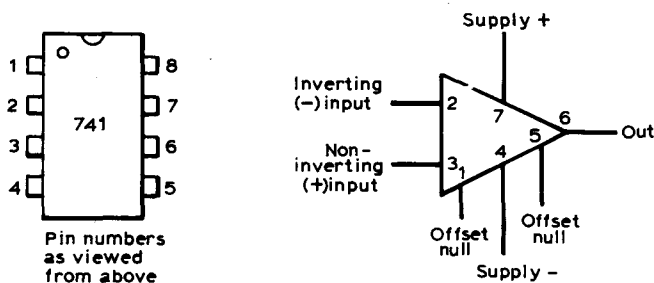 1
2
3
4
741
8
7
6
5
Pin numbers
as viewed
from above
Supply +
Inverting
(-) input
2
7
6
Out
5
4
Non-
inverting
(+) input
3
1
Offset
null
Offset
null
Supply -